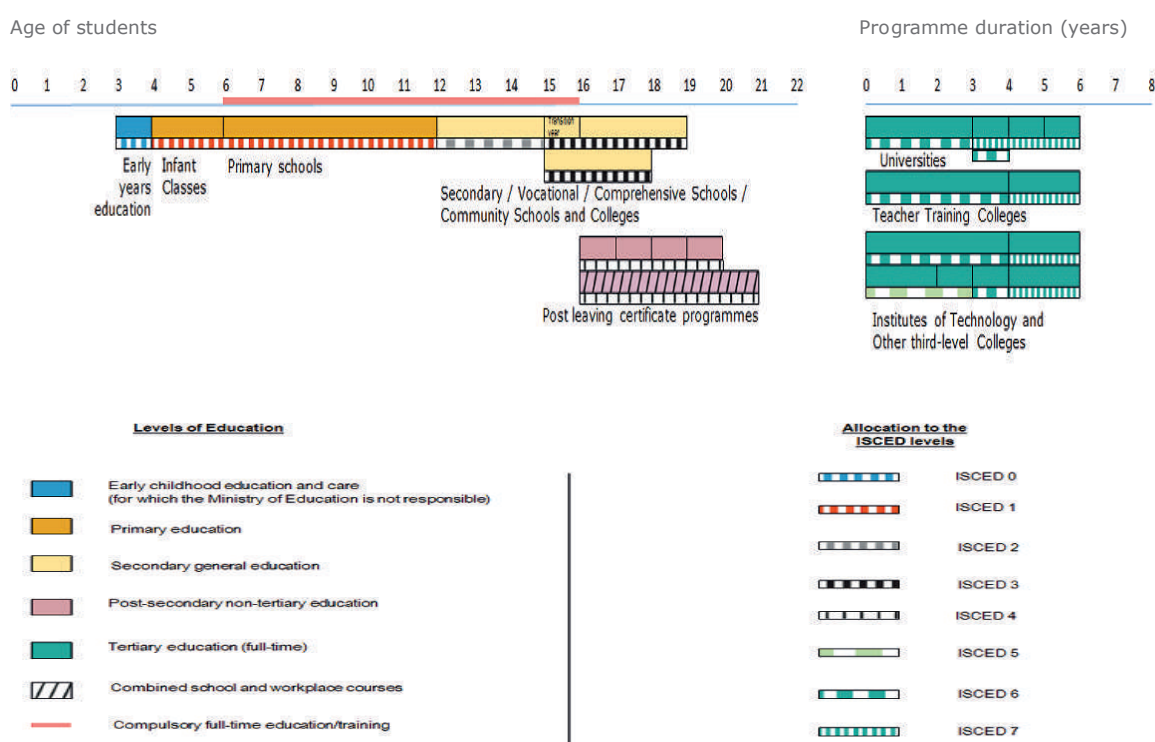 Age of students
Programme duration (years)
0 1 2 3 4 5 6 7 8 9 10 11 12 13 14 15 16 17 18 19 20 21 22
0 1 2 3 4 5 6 7 8
Transition
year
Early
years
education
Infant
Classes
Primary schools
Secondary / Vocational / Comprehensive Schools /
Community Schools and Colleges
Post leaving certificate programmes
Universities
Teacher Training Colleges
Institutes of Technology and
Other third-level Colleges
Levels of Education
Early childhood education and care
(for which the Ministry of Education is not responsible)
Primary education
Secondary general education
Post-secondary non-tertiary education
Tertiary education (full-time)
Combined school and workplace courses
Compulsory full-time education/training
Allocation to the
ISCED levels
ISCED 0
ISCED 1
ISCED 2
ISCED 3
ISCED 4
ISCED 5
ISCED 6
ISCED 7